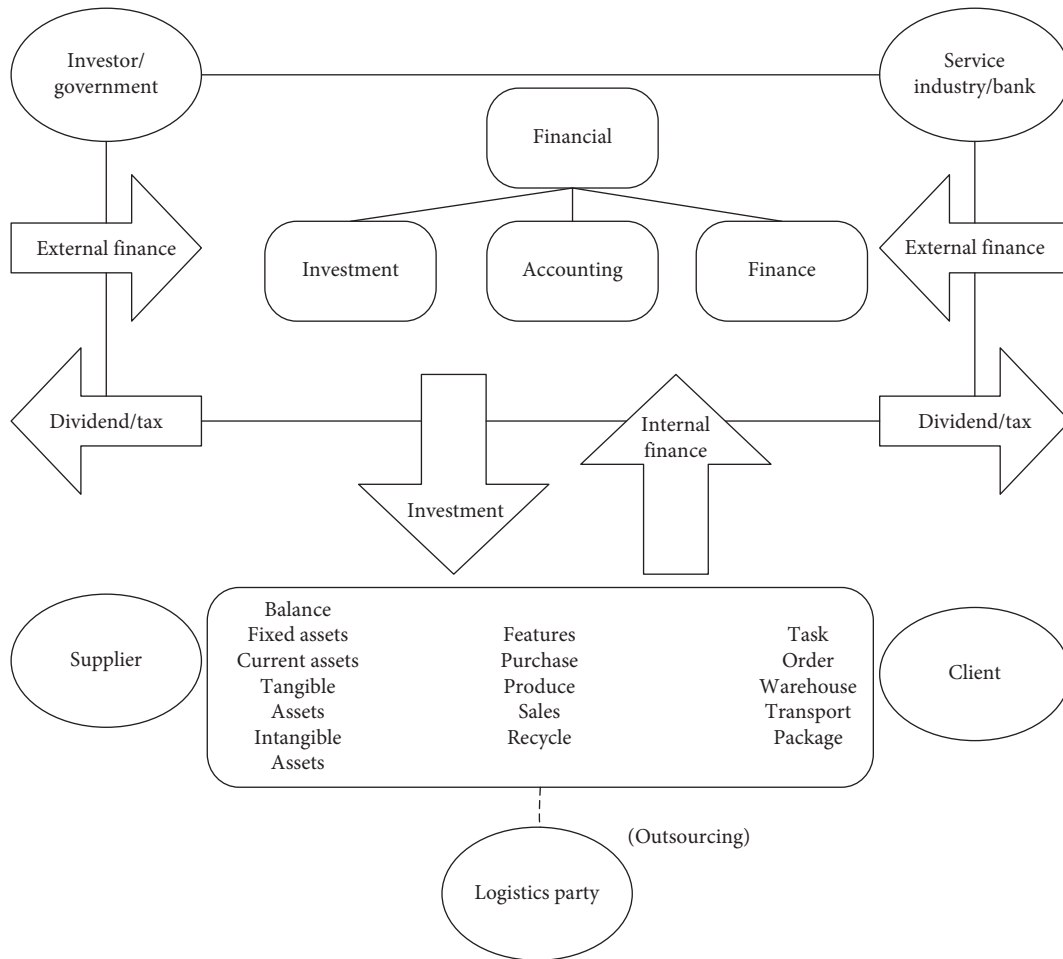 Investor/
government
Service
industry/bank
Financial
External finance
Investment
Accounting
Finance
External finance
Dividend/tax
Internal
finance
Dividend/tax
Investment
Supplier
Balance
Fixed assets
Current assets
Tangible
Assets
Intangible
Assets
Features
Purchase
Produce
Sales
Recycle
Task
Order
Warehouse
Transport
Package
Client
(Outsourcing)
Logistics party